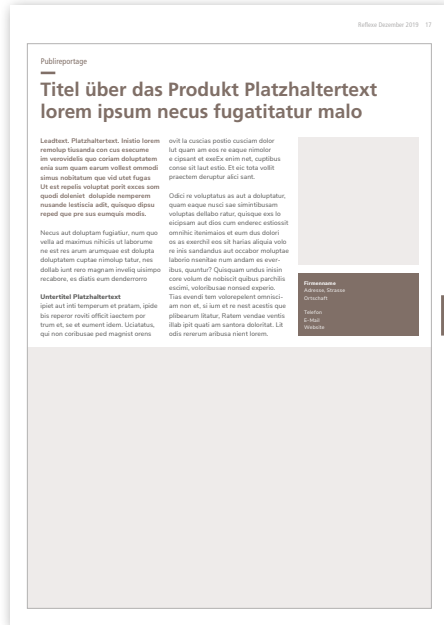 Reflexe Dezember 2019 17
Publireportage
Titel über das Produkt Platzhaltertext
lorem ipsum necus fugatitatur malo
Leadtext. Platzhaltertext. Inistio lorem
remolup tiusanda con cus esecume
im verovidelis quo coriam doluptatem
enia sum quam earum vollest ommodi
simus nobitatum que vid utet fugas
Ut est repelis voluptat porit exces som
quodi doleniet dolupide nemperem
nusande lestiscia adit, quisquo dipsu
reped que pre sus eumquis modis.
Necus aut doluptam fugiatiur, num quo
vella ad maximus nihiciis ut laborume
no est res arum arumquae est dolupta
doluptatem cuptae nimolup tatur, nes
dollab iunt rero magnam inveliq uisimpo
recabore, es diatis eum denderrorro
Untertitel Platzhaltertext
ipiet aut inti temperum et pratam, ipide
bis reperor roviti officit iaectem por
trum et, se et eument idem. Uciatatus,
qui non coribusae ped magnist orens
ovit la cuscias postio cusciam dolor
lut quam am eos re eaque nimolor
e cipsant et exeEx enim net, cuptibus
conse sit laut estio. Et eic tota vollit
praectem deruptur alici sant.
Odici re voluptas as aut a doluptatur,
quam eaque nusci sae simintibusam
voluptas dellabo ratur, quisque exs lo
eicipsam aut dios cum enderec estiossit
omnihic itenimaios et eum dus dolori
os as exerchil eos sit harias aliquia volo
re inis sandandus aut occabor moluptae
laborio nsenitae num andam es ever-
ibus, quuntur? Quisquam undus inisin
core volum de nobiscit quibus parchilis
escimi, voloribusae nonsed experio.
Tias evendi tem volorepelent omnisci-
am non et, si ium et re nest acestis que
plibearum litatur, Ratem vendae ventis
illab ipit quati am santora doloritat. Lit
odis rererum aribusa nient lorem.
Firmenname
Adresse, Strasse
Ortschaft
Telefon
E-Mail
Website